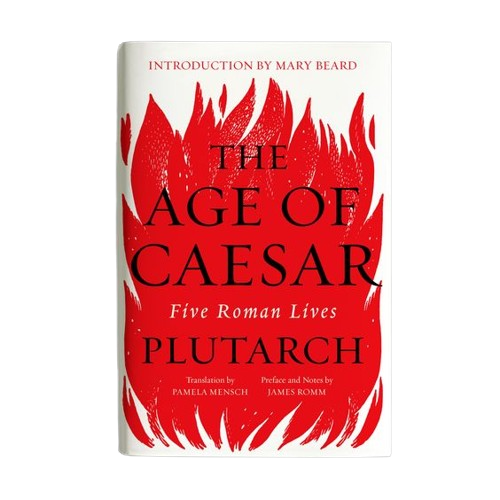 INTRODUCTION BY MARY BEARD
THE
AGE OF
CAESAR
Five Roman Lives
PLUTARCH
Translation by
PAMELA MENSCH
Preface and Notes by
JAMES ROMM